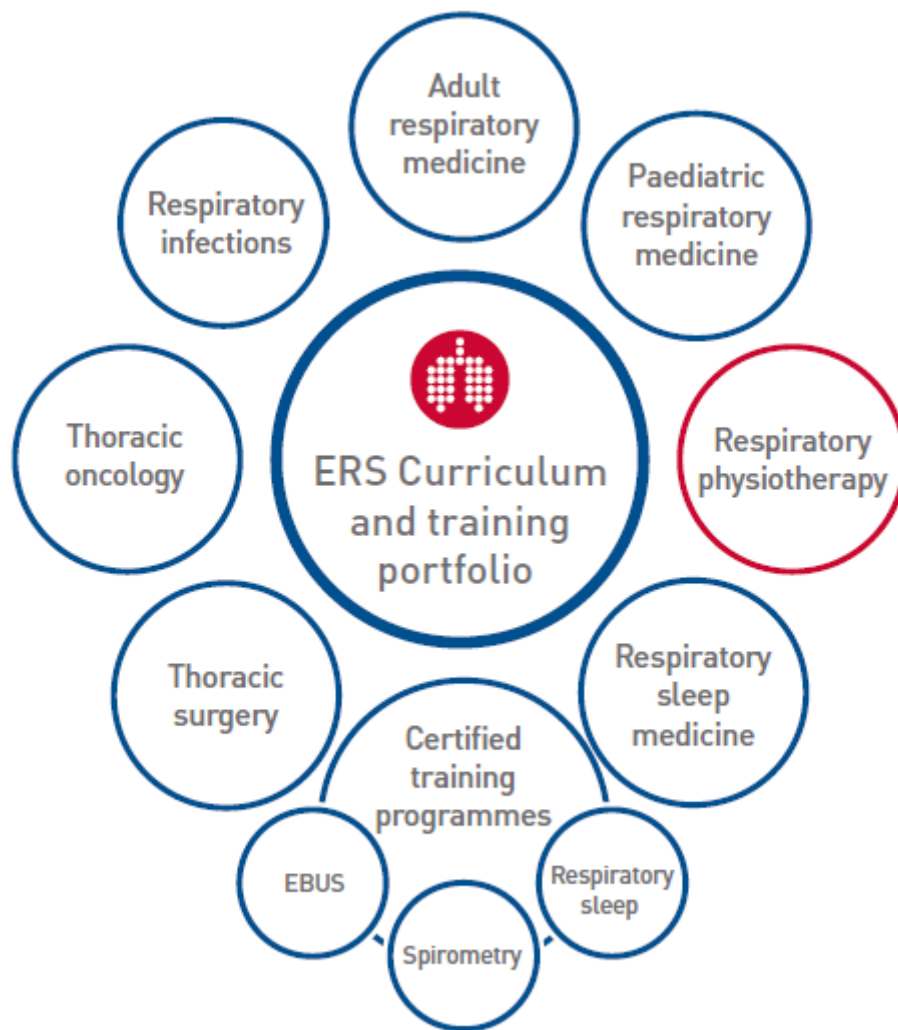 Adult
respiratory
medicine
Paediatric
respiratory
medicine
Respiratory
infections
ERS Curriculum
and training
portfolio
Thoracic
oncology
Respiratory
physiotherapy
Thoracic
surgery
Respiratory
sleep
medicine
Certified
training
programmes
EBUS
Respiratory
sleep
Spirometry